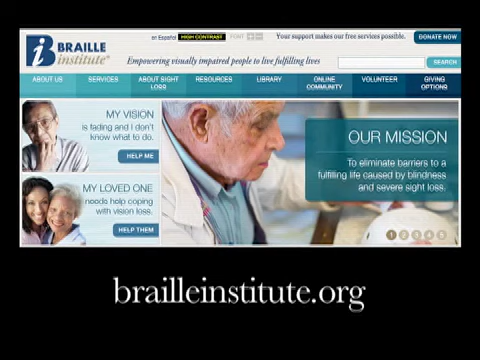 BRAILLE
institute®
en Español HIGH CONTRAST FONT
Your support makes our free services possible.
DONATE NOW
Empowering visually impaired people to live fulfilling lives
SEARCH
ABOUT US
SERVICES
ABOUT SIGHT
LOSS
RESOURCES
LIBRARY
ONLINE
COMMUNITY
VOLUNTEER
GIVING
OPTIONS
MY VISION
is fading and I don't
know what to do.
HELP ME
MY LOVED ONE
needs help coping
with vision loss.
HELP THEM
OUR MISSION
To eliminate barriers to a
fulfilling life caused by blindness
and severe sight loss.
1 2 3 4 5
brailleinstitute.org